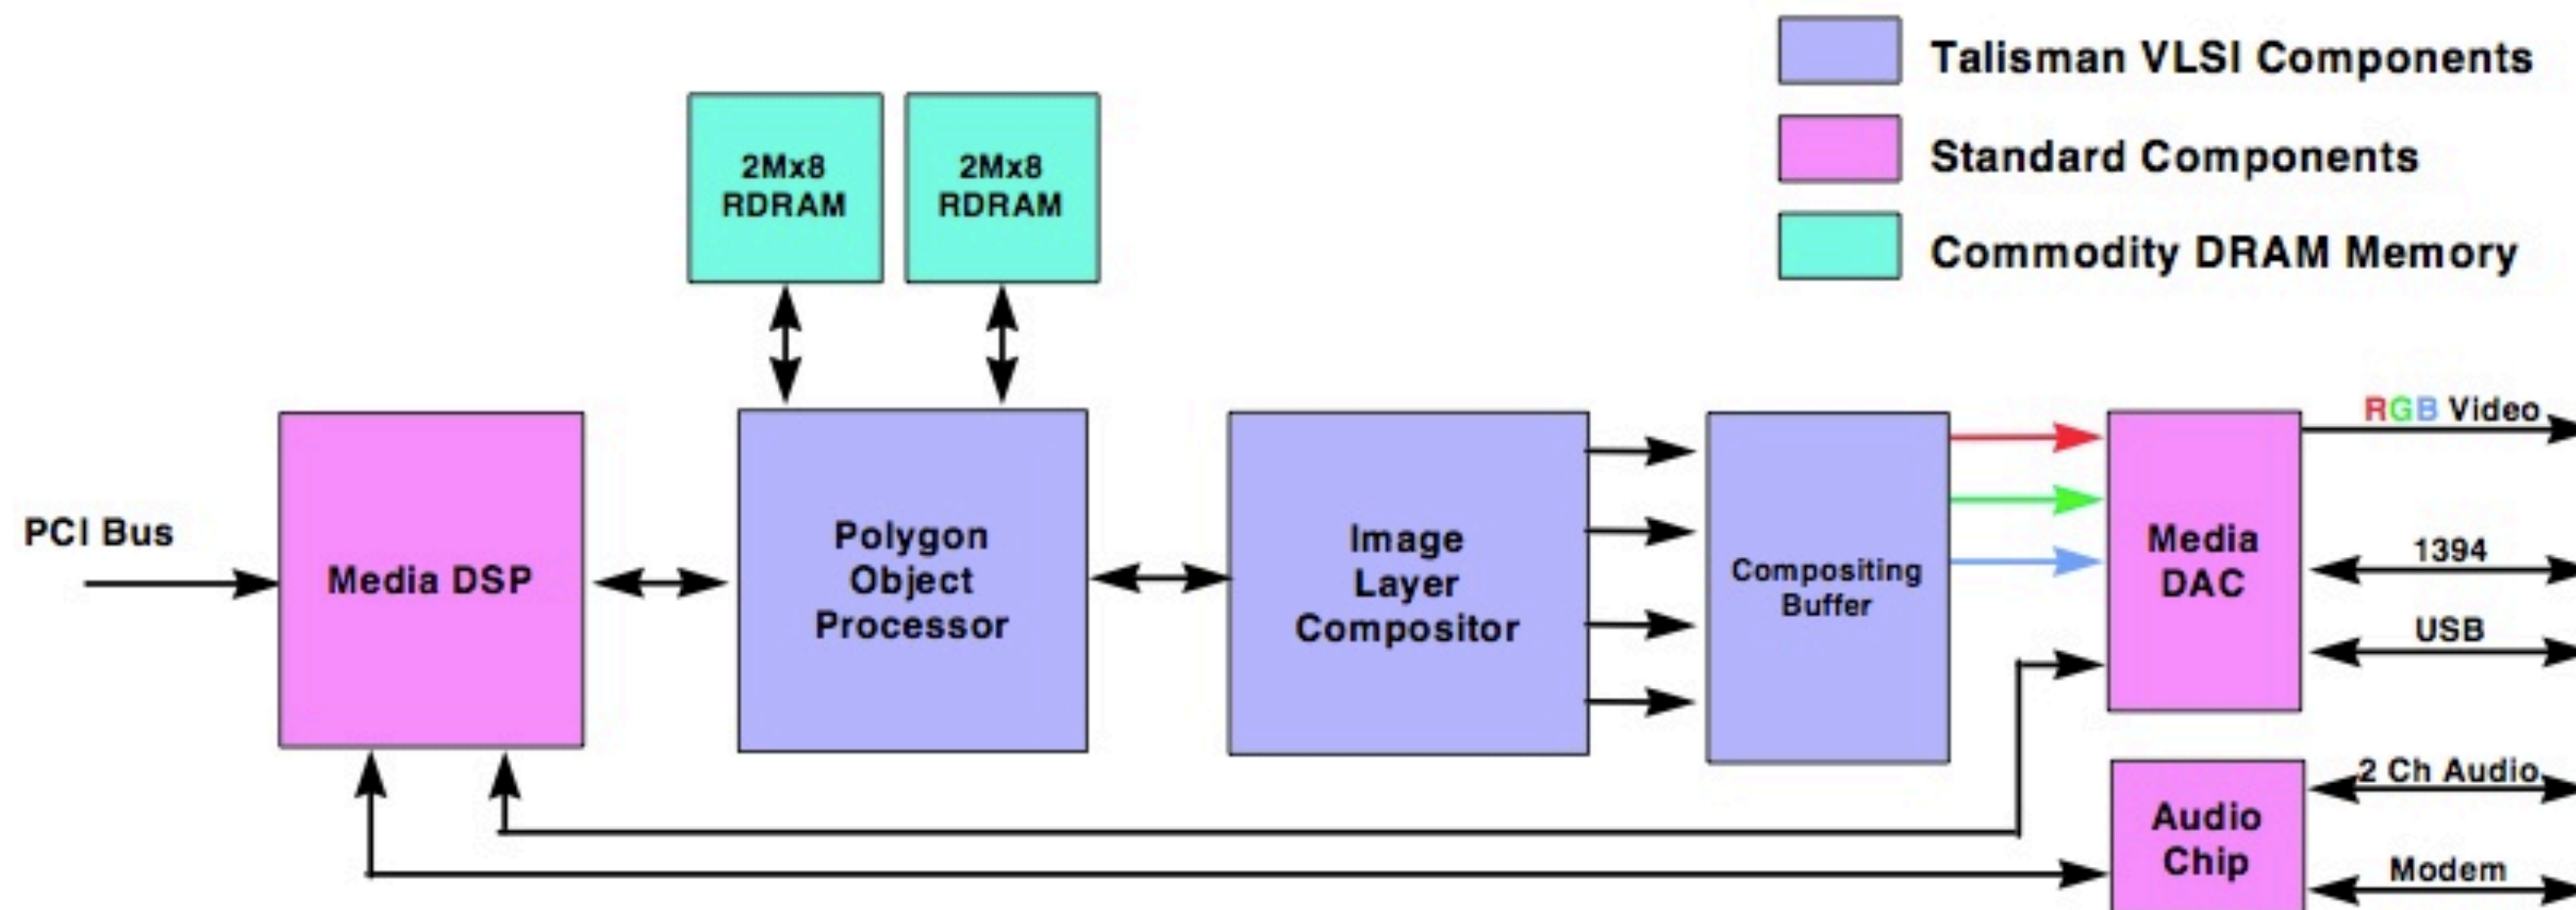 Talisman VLSI Components
Standard Components
Commodity DRAM Memory
2Mx8
RDRAM
2Mx8
RDRAM
PCI Bus
Media DSP
Polygon
Object
Processor
Image
Layer
Compositor
Compositing
Buffer
Media
DAC
RGB Video
1394
USB
Audio
Chip
2 Ch Audio
Modem